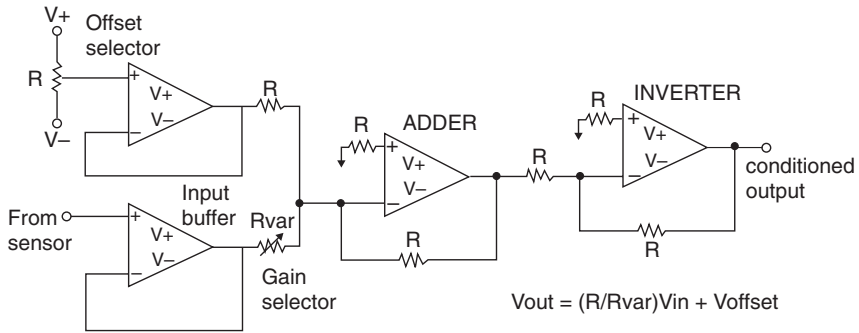 V+
Offset
selector
R
+
V+
V–
–
V–
R
Input
buffer
From
sensor
+
V+
V–
–
Rvar
Gain
selector
R
ADDER
+
V+
V–
–
R
R
R
INVERTER
+
V+
V–
–
R
conditioned
output
Vout = (R/Rvar)Vin + Voffset